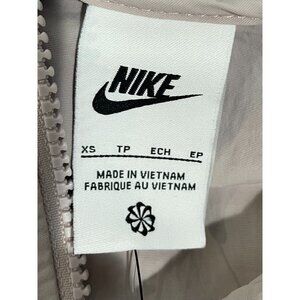 NIKE
XS TP ECH EP
MADE IN VIETNAM
FABRIQUE AU VIETNAM